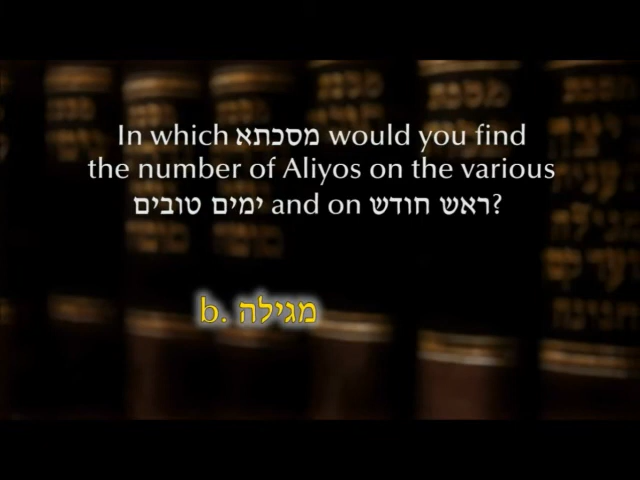 In which מסכתא would you find
the number of Aliyos on the various
ימים טובים and on ראש חודש?
b. מגילה